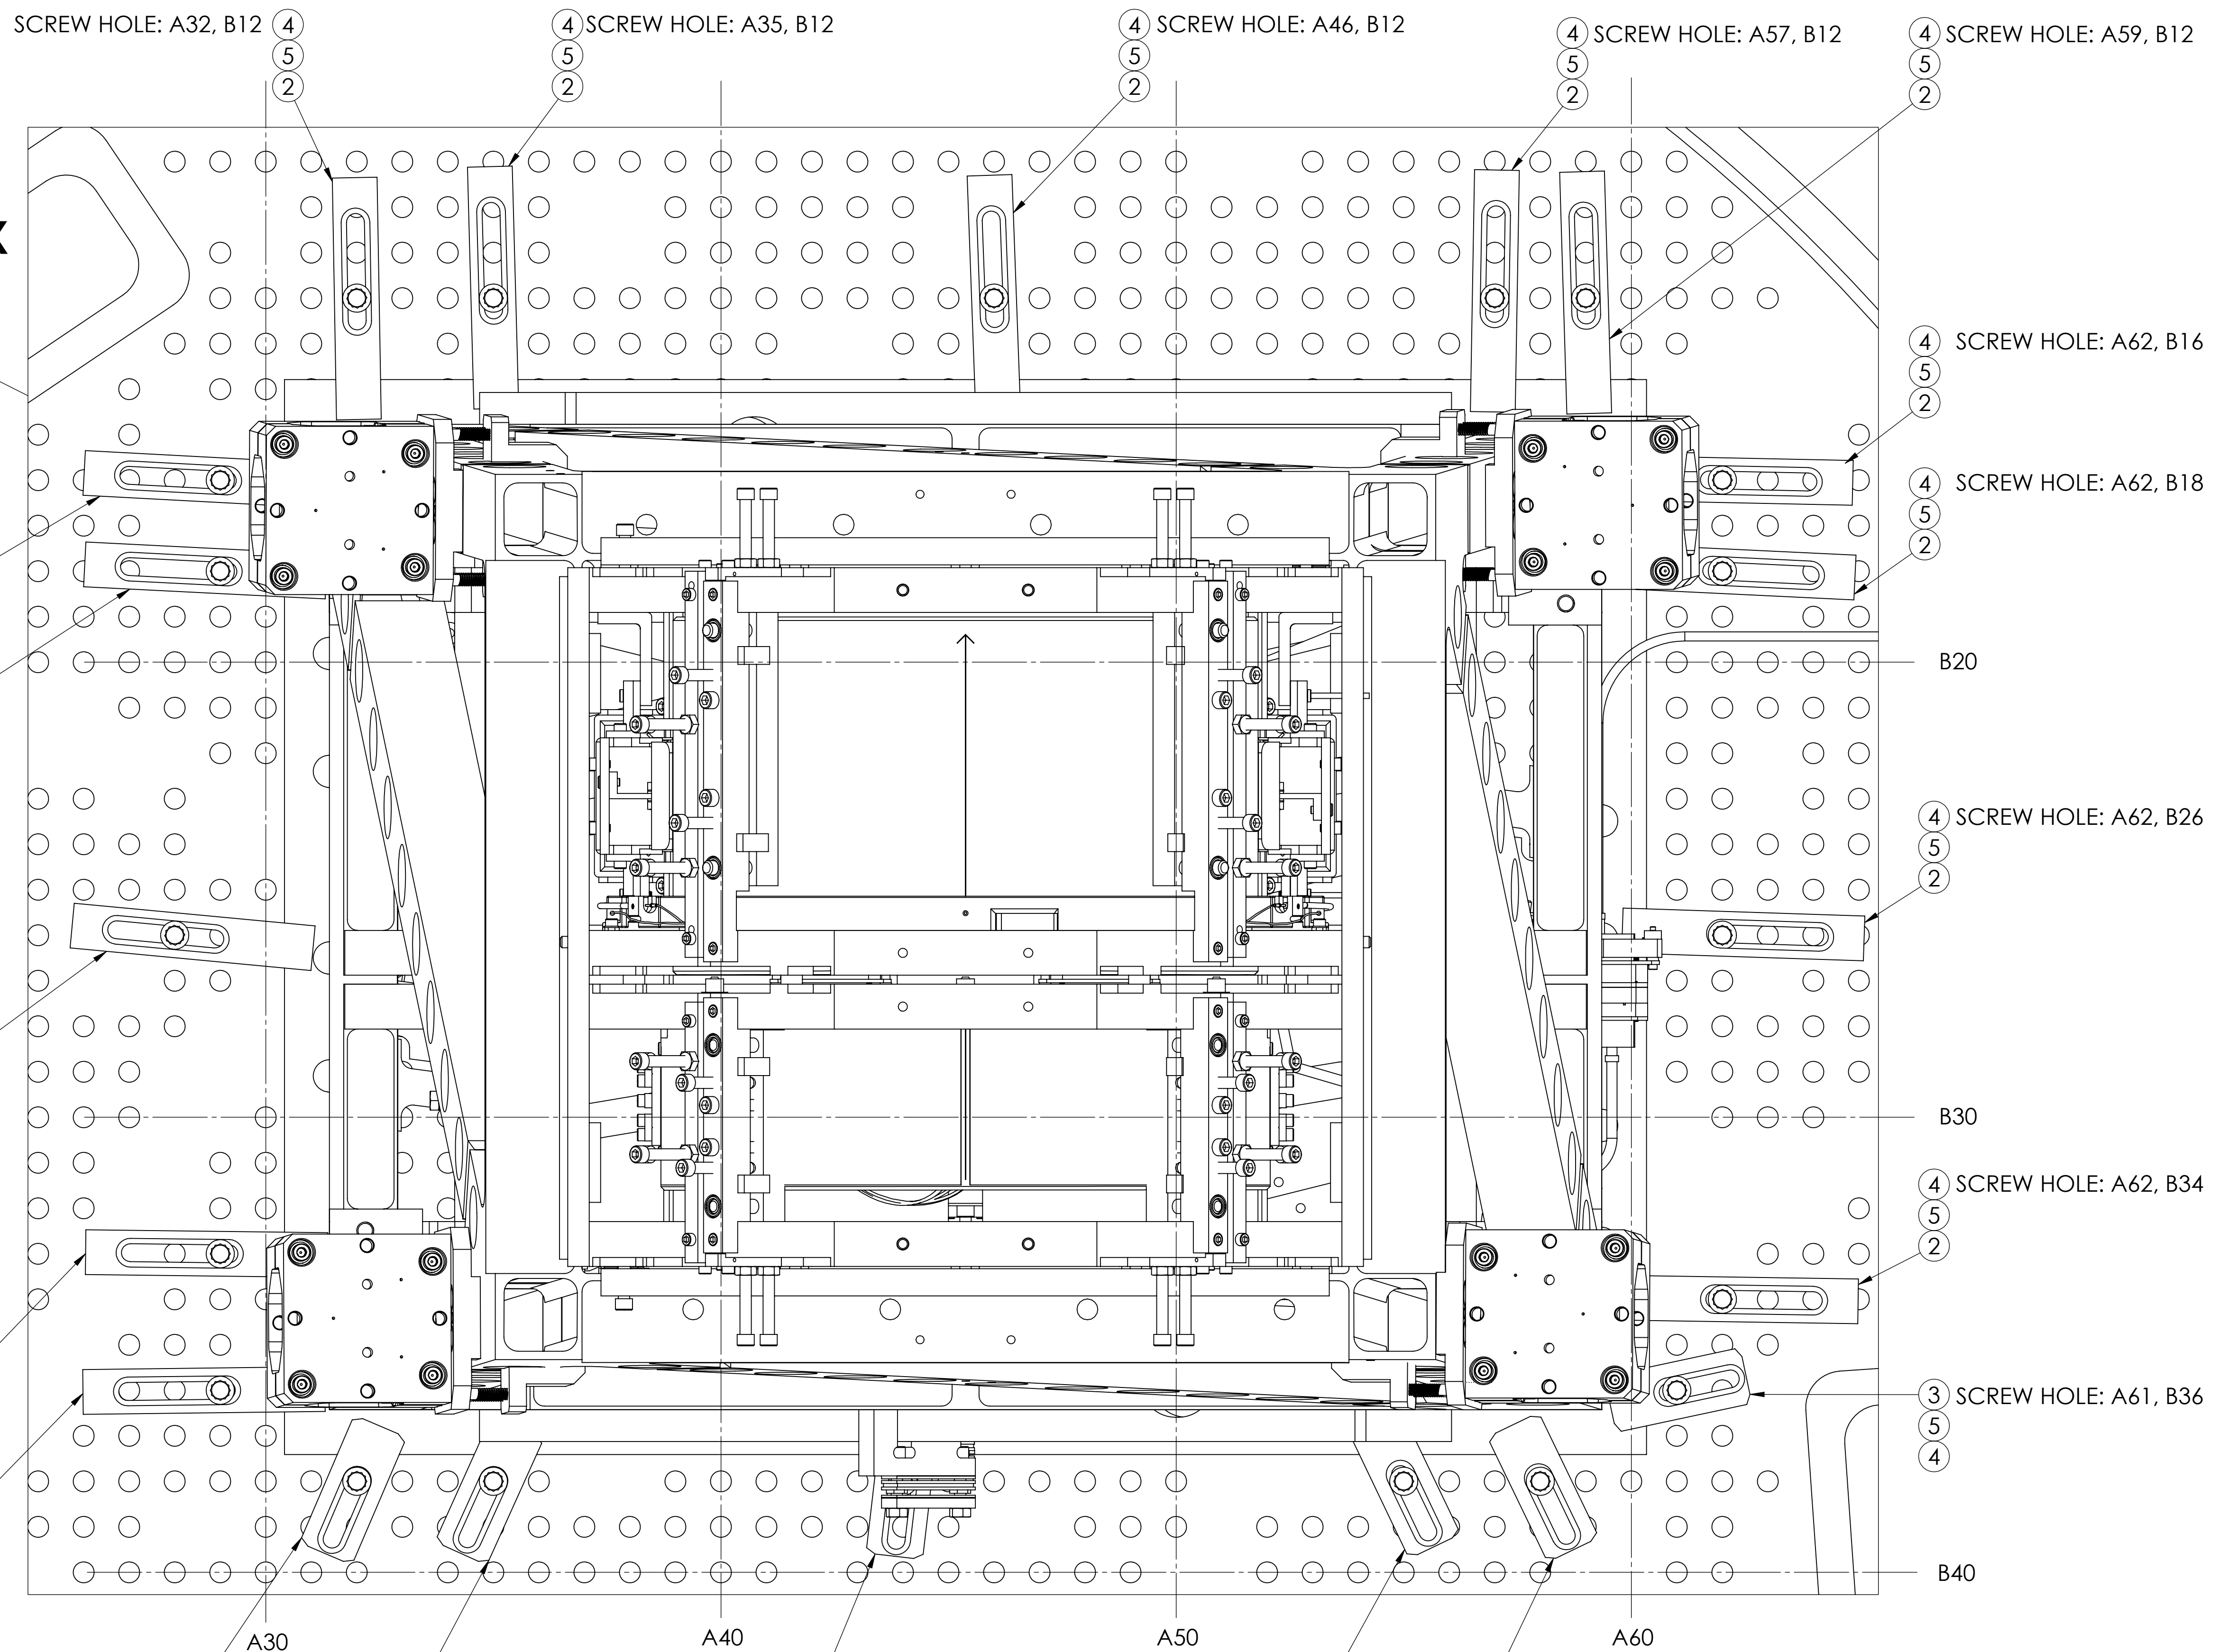 SCREW HOLE: A32, B12
4
5
2
4 SCREW HOLE: A35, B12
5
2
4 SCREW HOLE: A46, B12
5
2
4 SCREW HOLE: A57, B12
5
2
4 SCREW HOLE: A59, B12
5
2
4 SCREW HOLE: A62, B16
5
2
4 SCREW HOLE: A62, B18
5
2
B20
4 SCREW HOLE: A62, B26
5
2
B30
4 SCREW HOLE: A62, B34
5
2
3 SCREW HOLE: A61, B36
5
4
B40
A30
A40
A50
A60